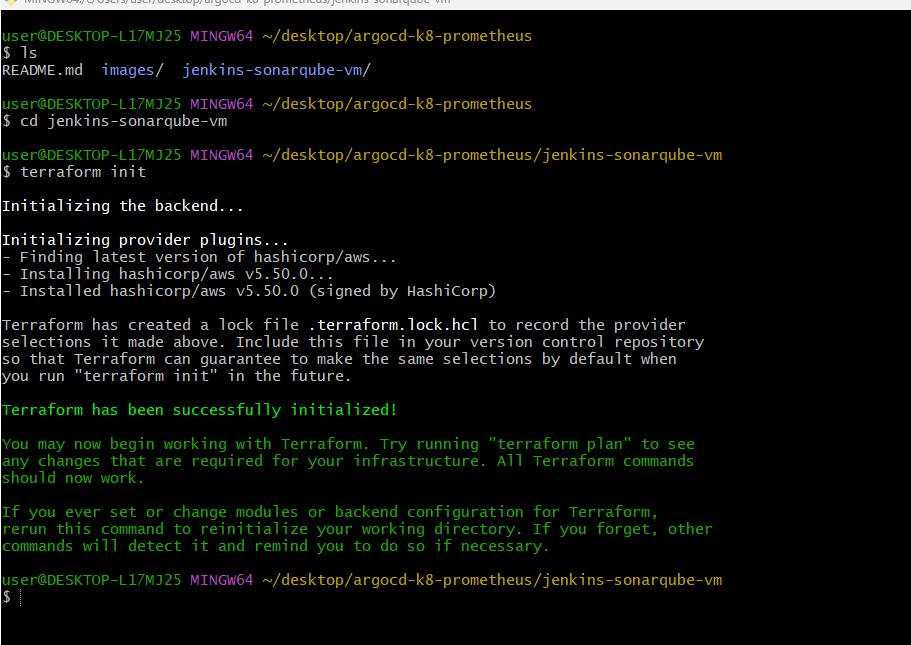 MINGW64:/c/Users/user/desktop/argocd-k8-prometheus/jenkins-sonarqube-vm
user@DESKTOP-L17MJ25 MINGW64 ~/desktop/argocd-k8-prometheus
$ ls
README.md  images/  jenkins-sonarqube-vm/
user@DESKTOP-L17MJ25 MINGW64 ~/desktop/argocd-k8-prometheus
$ cd jenkins-sonarqube-vm
user@DESKTOP-L17MJ25 MINGW64 ~/desktop/argocd-k8-prometheus/jenkins-sonarqube-vm
$ terraform init
Initializing the backend...
Initializing provider plugins...
- Finding latest version of hashicorp/aws...
- Installing hashicorp/aws v5.50.0...
- Installed hashicorp/aws v5.50.0 (signed by HashiCorp)
Terraform has created a lock file .terraform.lock.hcl to record the provider
selections it made above. Include this file in your version control repository
so that Terraform can guarantee to make the same selections by default when
you run "terraform init" in the future.
Terraform has been successfully initialized!
You may now begin working with Terraform. Try running "terraform plan" to see
any changes that are required for your infrastructure. All Terraform commands
should now work.
If you ever set or change modules or backend configuration for Terraform,
rerun this command to reinitialize your working directory. If you forget, other
commands will detect it and remind you to do so if necessary.
user@DESKTOP-L17MJ25 MINGW64 ~/desktop/argocd-k8-prometheus/jenkins-sonarqube-vm
$